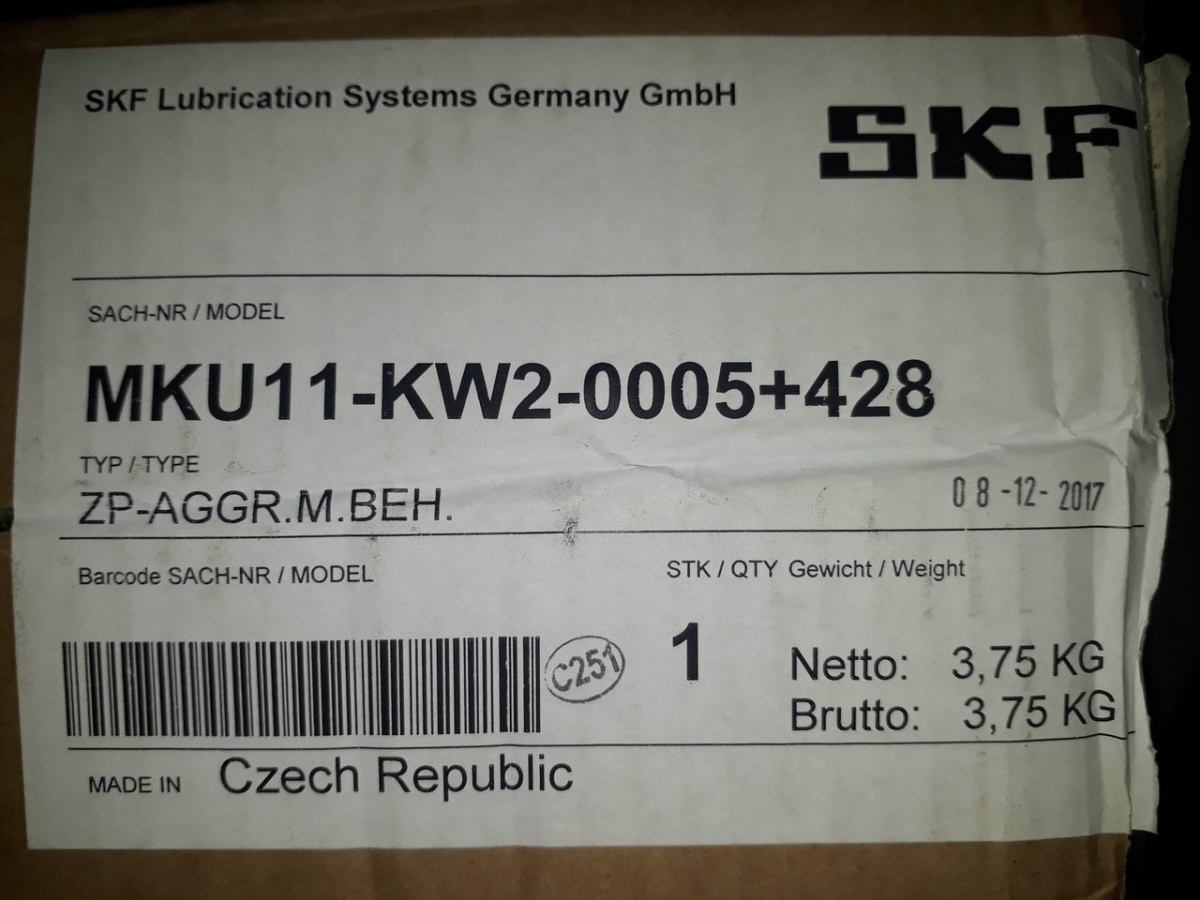 SKF Lubrication Systems Germany GmbH
SKF
SACH-NR / MODEL
MKU11-KW2-0005+428
TYP / TYPE
ZP-AGGR.M.BEH.
08-12-2017
Barcode SACH-NR / MODEL
STK / QTY Gewicht / Weight
C251
1
Netto: 3,75 KG
Brutto: 3,75 KG
MADE IN Czech Republic